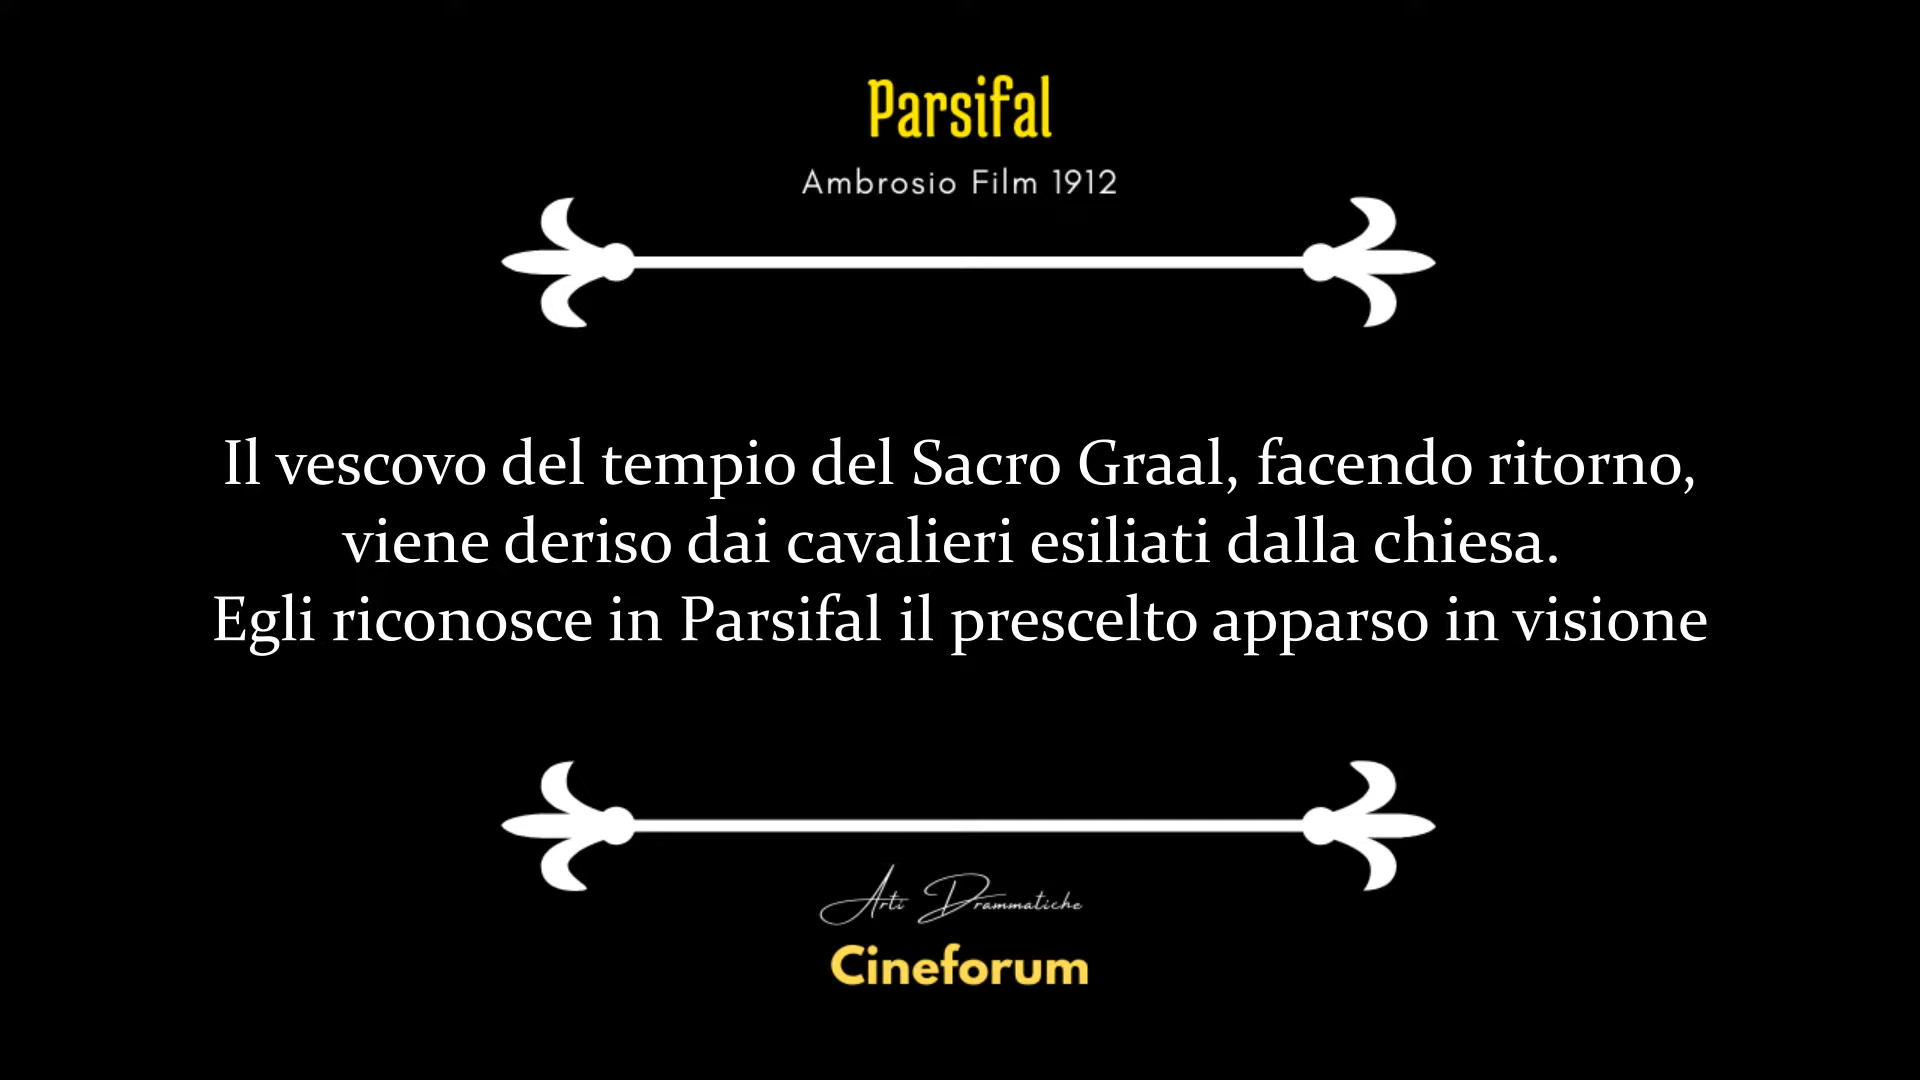 Parsifal
Ambrosio Film 1912
Il vescovo del tempio del Sacro Graal, facendo ritorno,
viene deriso dai cavalieri esiliati dalla chiesa.
Egli riconosce in Parsifal il prescelto apparso in visione
Arti Drammatiche
Cineforum